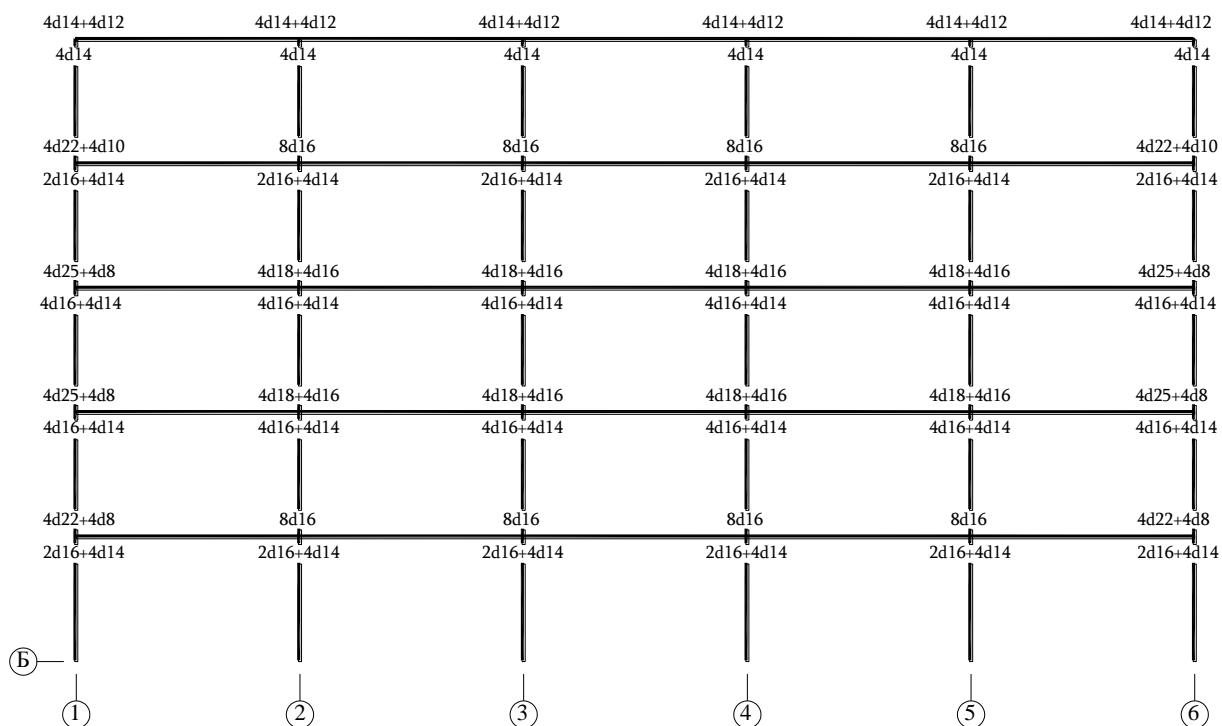 4d14+4d12 4d14+4d12 4d14+4d12 4d14+4d12 4d14+4d12 4d14+4d12
4d14 4d14 4d14 4d14 4d14 4d14
4d22+4d10 8d16 8d16 8d16 8d16 4d22+4d10
2d16+4d14 2d16+4d14 2d16+4d14 2d16+4d14 2d16+4d14 2d16+4d14
4d25+4d8 4d18+4d16 4d18+4d16 4d18+4d16 4d18+4d16 4d25+4d8
4d16+4d14 4d16+4d14 4d16+4d14 4d16+4d14 4d16+4d14 4d16+4d14
4d25+4d8 4d18+4d16 4d18+4d16 4d18+4d16 4d18+4d16 4d25+4d8
4d16+4d14 4d16+4d14 4d16+4d14 4d16+4d14 4d16+4d14 4d16+4d14
4d22+4d8 8d16 8d16 8d16 8d16 4d22+4d8
2d16+4d14 2d16+4d14 2d16+4d14 2d16+4d14 2d16+4d14 2d16+4d14
Б
1 2 3 4 5 6